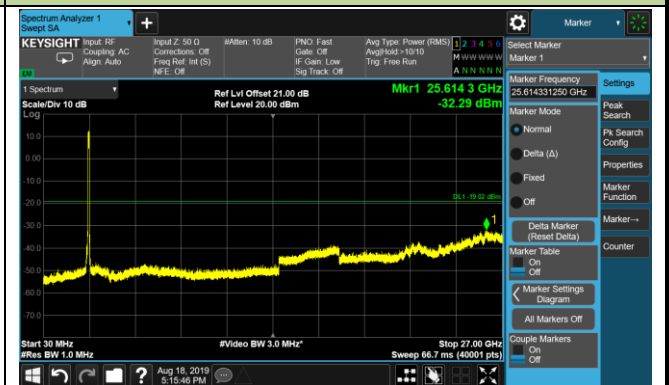 Spectrum Analyzer 1
Swept SA
+
Marker
KEYSIGHT
Input: RF
Coupling: AC
Align: Auto
Input Z: 50 Ω
Corrections: Off
Freq Ref: Int (S)
NFE: Off
#Atten: 10 dB
PNO: Fast
Gate: Off
IF Gain: Low
Sig Track: Off
Avg Type: Power (RMS)
Avg|Hold:>10/10
Trig: Free Run
1 2 3 4 5 6
M W W W W W
A N N N N N
Select Marker
Marker 1
1 Spectrum
Scale/Div 10 dB
Log
Ref Lvl Offset 21.00 dB
Ref Level 20.00 dBm
Mkr1 25.614 3 GHz
-32.29 dBm
10.0
0.00
-10.0
-20.0
-30.0
-40.0
-50.0
-60.0
-70.0
DL1 -19.02 dBm
1
Start 30 MHz
#Res BW 1.0 MHz
#Video BW 3.0 MHz*
Stop 27.00 GHz
Sweep 66.7 ms (40001 pts)
Marker Frequency
25.614331250 GHz
Marker Mode
Normal
Delta (Δ)
Fixed
Off
Delta Marker
(Reset Delta)
Marker Table
On
Off
Marker Settings
Diagram
All Markers Off
Couple Markers
On
Off
Settings
Peak
Search
Pk Search
Config
Properties
Marker
Function
Marker→
Counter
?
Aug 18, 2019
5:15:46 PM